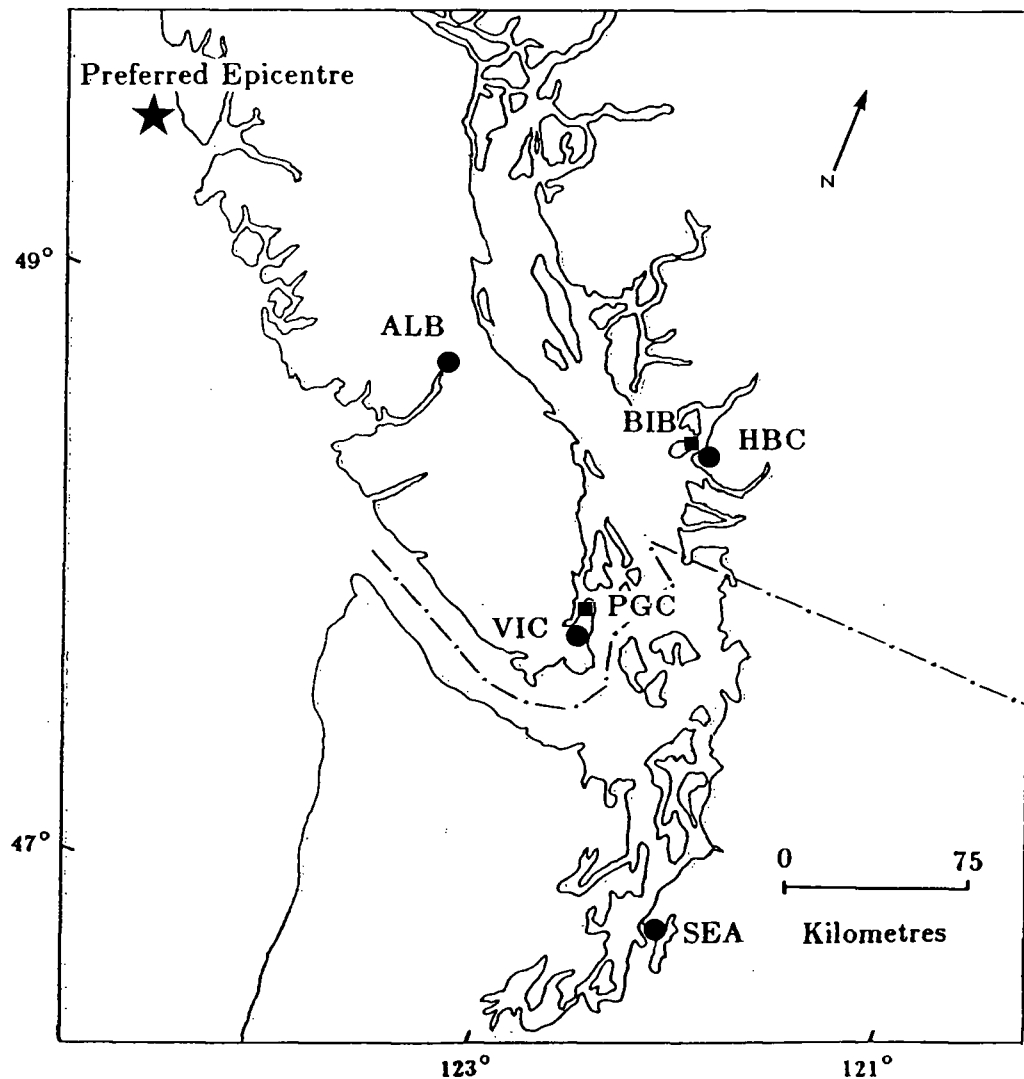 Preferred Epicentre
N
49°
ALB
BIB
HBC
PGC
VIC
47°
0 75
SEA
Kilometres
123° 121°